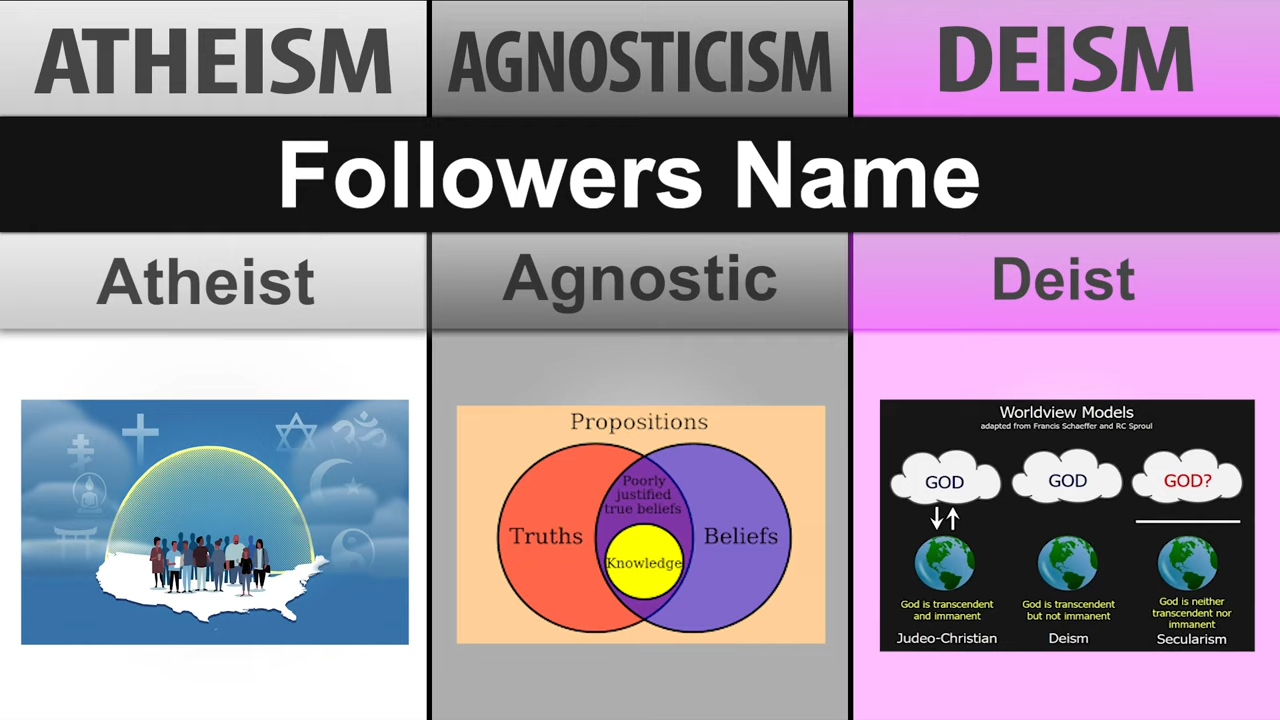 ATHEISM
AGNOSTICISM
DEISM
Followers Name
Atheist
Agnostic
Deist
Propositions
Truths
Poorly
justified
true beliefs
Knowledge
Beliefs
Worldview Models
adapted from Francis Schaeffer and RC Sproul
GOD
GOD
GOD?
God is transcendent
and immanent
Judeo-Christian
God is transcendent
but not immanent
Deism
God is neither
transcendent nor
immanent
Secularism